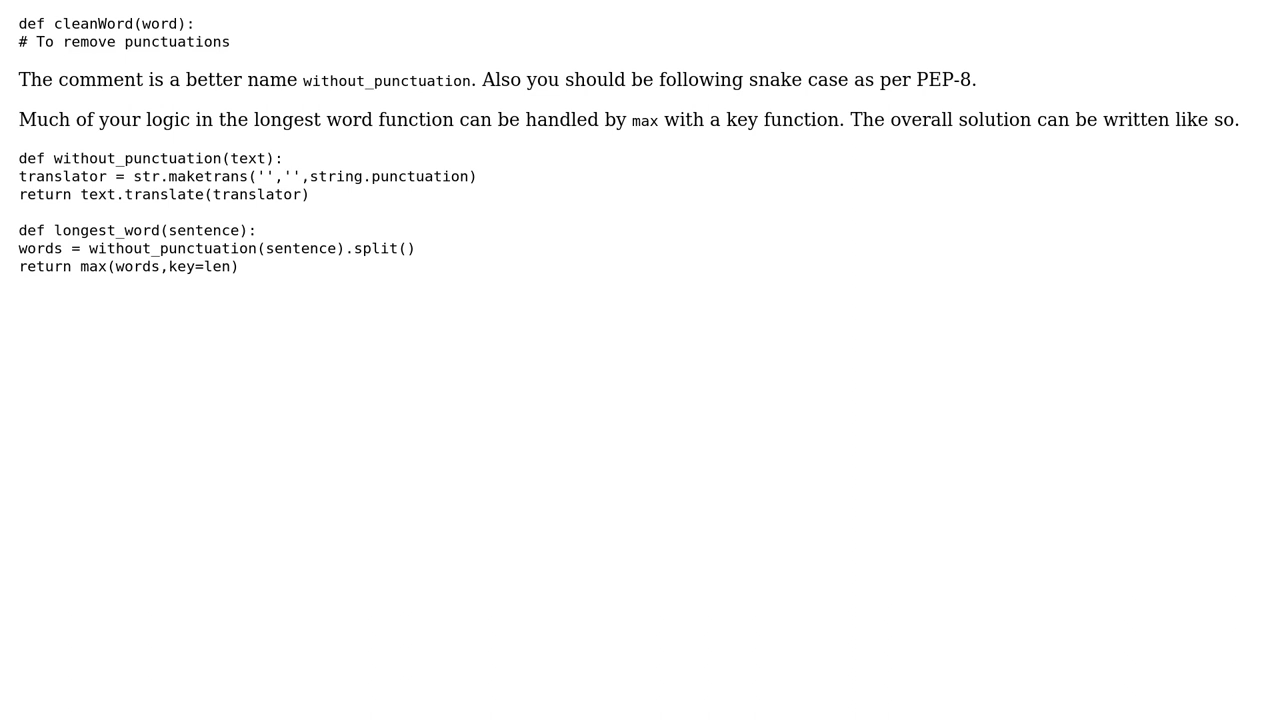 def cleanWord(word):
# To remove punctuations
The comment is a better name without_punctuation. Also you should be following snake case as per PEP-8.
Much of your logic in the longest word function can be handled by max with a key function. The overall solution can be written like so.
def without_punctuation(text):
translator = str.maketrans('','',string.punctuation)
return text.translate(translator)
def longest_word(sentence):
words = without_punctuation(sentence).split()
return max(words,key=len)